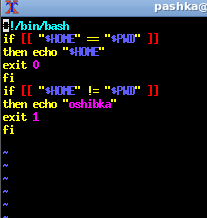 pashka@
#!/bin/bash
if [[ "$HOME" == "$PWD" ]]
then echo "$HOME"
exit 0
fi
if [[ "$HOME" != "$PWD" ]]
then echo "oshibka"
exit 1
fi
~
~
~
~
~